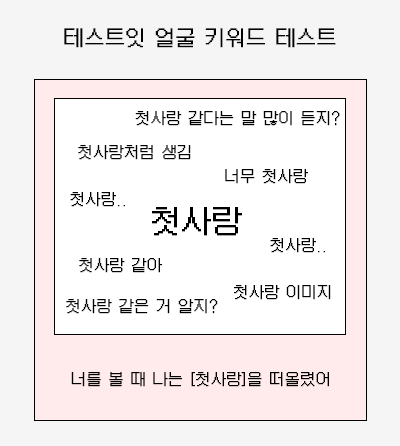 테스트잇 얼굴 키워드 테스트
첫사랑 같다는 말 많이 듣지?
첫사랑처럼 생김
너무 첫사랑
첫사랑..
첫사랑
첫사랑..
첫사랑 같아
첫사랑 이미지
첫사랑 같은 거 알지?
너를 볼 때 나는 [첫사랑]을 떠올렸어